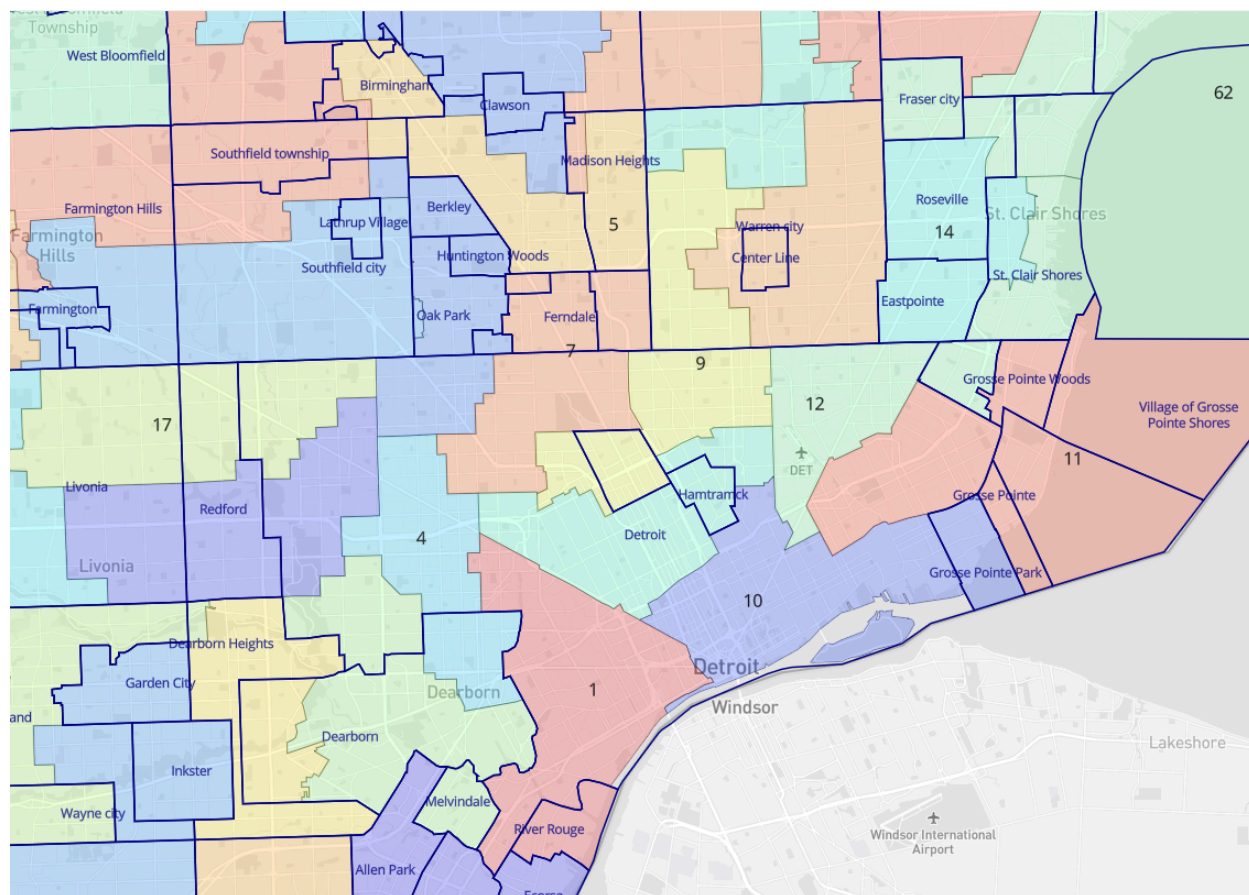 Township
West Bloomfield
Birmingham
Clawson
Fraser city
62
Southfield township
Madison Heights
Farmington Hills
Farmington
Hills
Lathrup Village
Berkley
5
Warren city
Roseville
St. Clair Shores
14
Huntington Woods
Center Line
Southfield city
St. Clair Shores
Farmington
Oak Park
Ferndale
Eastpointe
7
9
Grosse Pointe Woods
12
Village of Grosse
Pointe Shores
17
DET
11
Livonia
Hamtramck
Grosse Pointe
Redford
Detroit
4
Livonia
Grosse Pointe Park
10
Dearborn Heights
Detroit
Garden City
Dearborn
1
Windsor
land
Dearborn
Lakeshore
Inkster
Melvindale
Wayne city
River Rouge
Windsor International
Airport
Allen Park
Ecorse